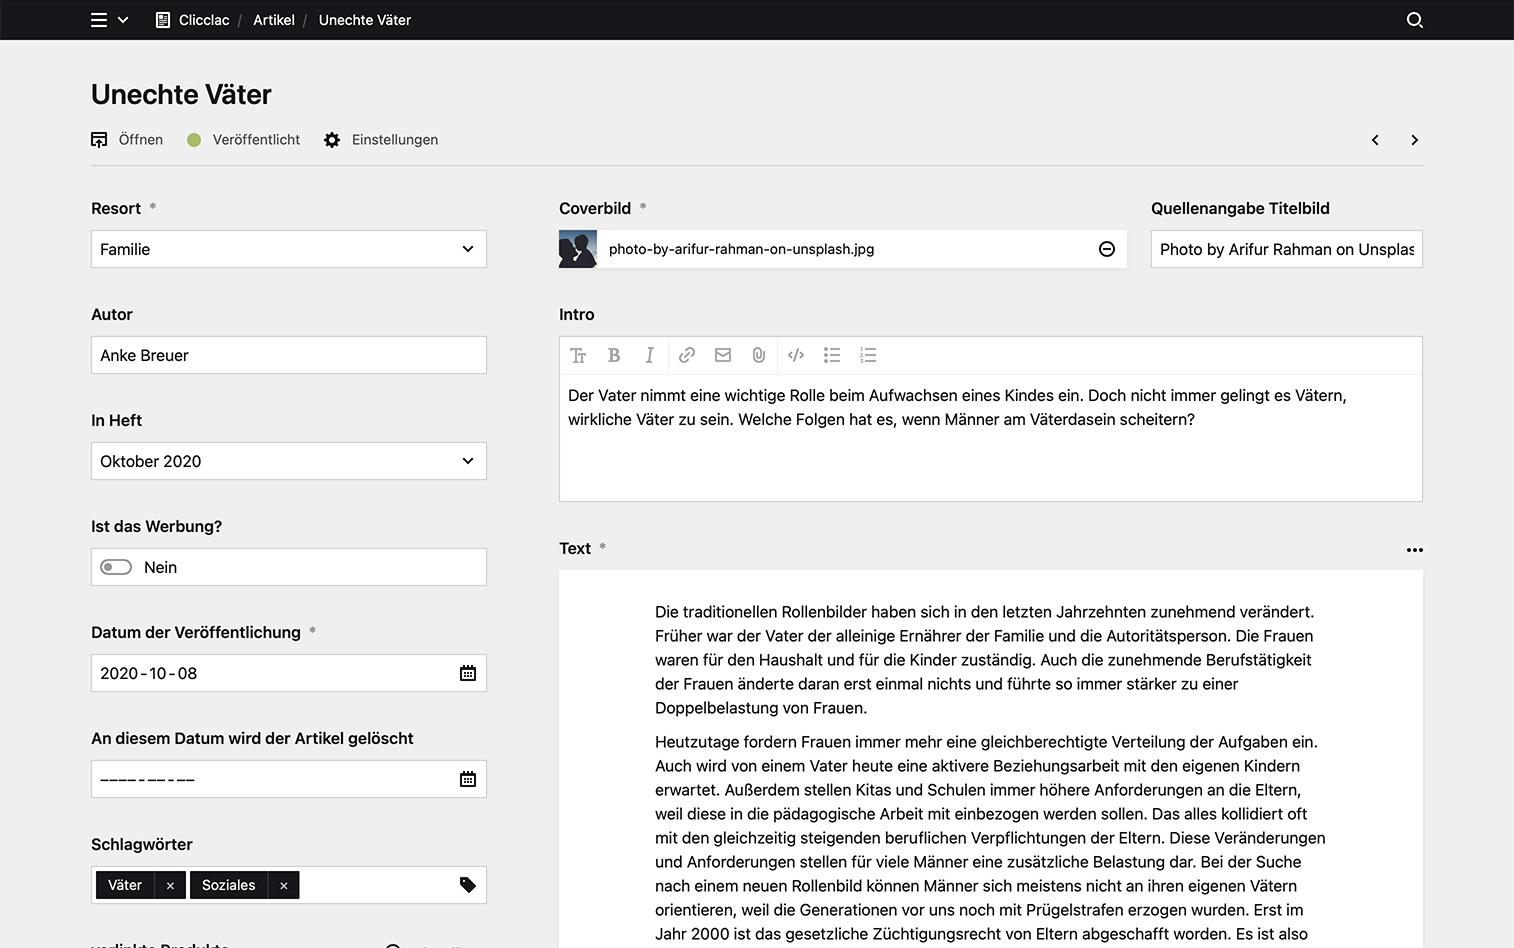 Clicclac / Artikel / Unechte Väter
Unechte Väter
Öffnen Veröffentlicht Einstellungen
Resort *
Familie
Autor
Anke Breuer
In Heft
Oktober 2020
Ist das Werbung?
Nein
Datum der Veröffentlichung *
2020-10-08
An diesem Datum wird der Artikel gelöscht
––––-––-––
Schlagwörter
Väter × Soziales ×
Coverbild *
photo-by-arifur-rahman-on-unsplash.jpg
Quellenangabe Titelbild
Photo by Arifur Rahman on Unsplas
Intro
Der Vater nimmt eine wichtige Rolle beim Aufwachsen eines Kindes ein. Doch nicht immer gelingt es Vätern,
wirkliche Väter zu sein. Welche Folgen hat es, wenn Männer am Väterdasein scheitern?
Text *
Die traditionellen Rollenbilder haben sich in den letzten Jahrzehnten zunehmend verändert.
Früher war der Vater der alleinige Ernährer der Familie und die Autoritätsperson. Die Frauen
waren für den Haushalt und für die Kinder zuständig. Auch die zunehmende Berufstätigkeit
der Frauen änderte daran erst einmal nichts und führte so immer stärker zu einer
Doppelbelastung von Frauen.
Heutzutage fordern Frauen immer mehr eine gleichberechtigte Verteilung der Aufgaben ein.
Auch wird von einem Vater heute eine aktivere Beziehungsarbeit mit den eigenen Kindern
erwartet. Außerdem stellen Kitas und Schulen immer höhere Anforderungen an die Eltern,
weil diese in die pädagogische Arbeit mit einbezogen werden sollen. Das alles kollidiert oft
mit den gleichzeitig steigenden beruflichen Verpflichtungen der Eltern. Diese Veränderungen
und Anforderungen stellen für viele Männer eine zusätzliche Belastung dar. Bei der Suche
nach einem neuen Rollenbild können Männer sich meistens nicht an ihren eigenen Vätern
orientieren, weil die Generationen vor uns noch mit Prügelstrafen erzogen wurden. Erst im
Jahr 2000 ist das gesetzliche Züchtigungsrecht von Eltern abgeschafft worden. Es ist also